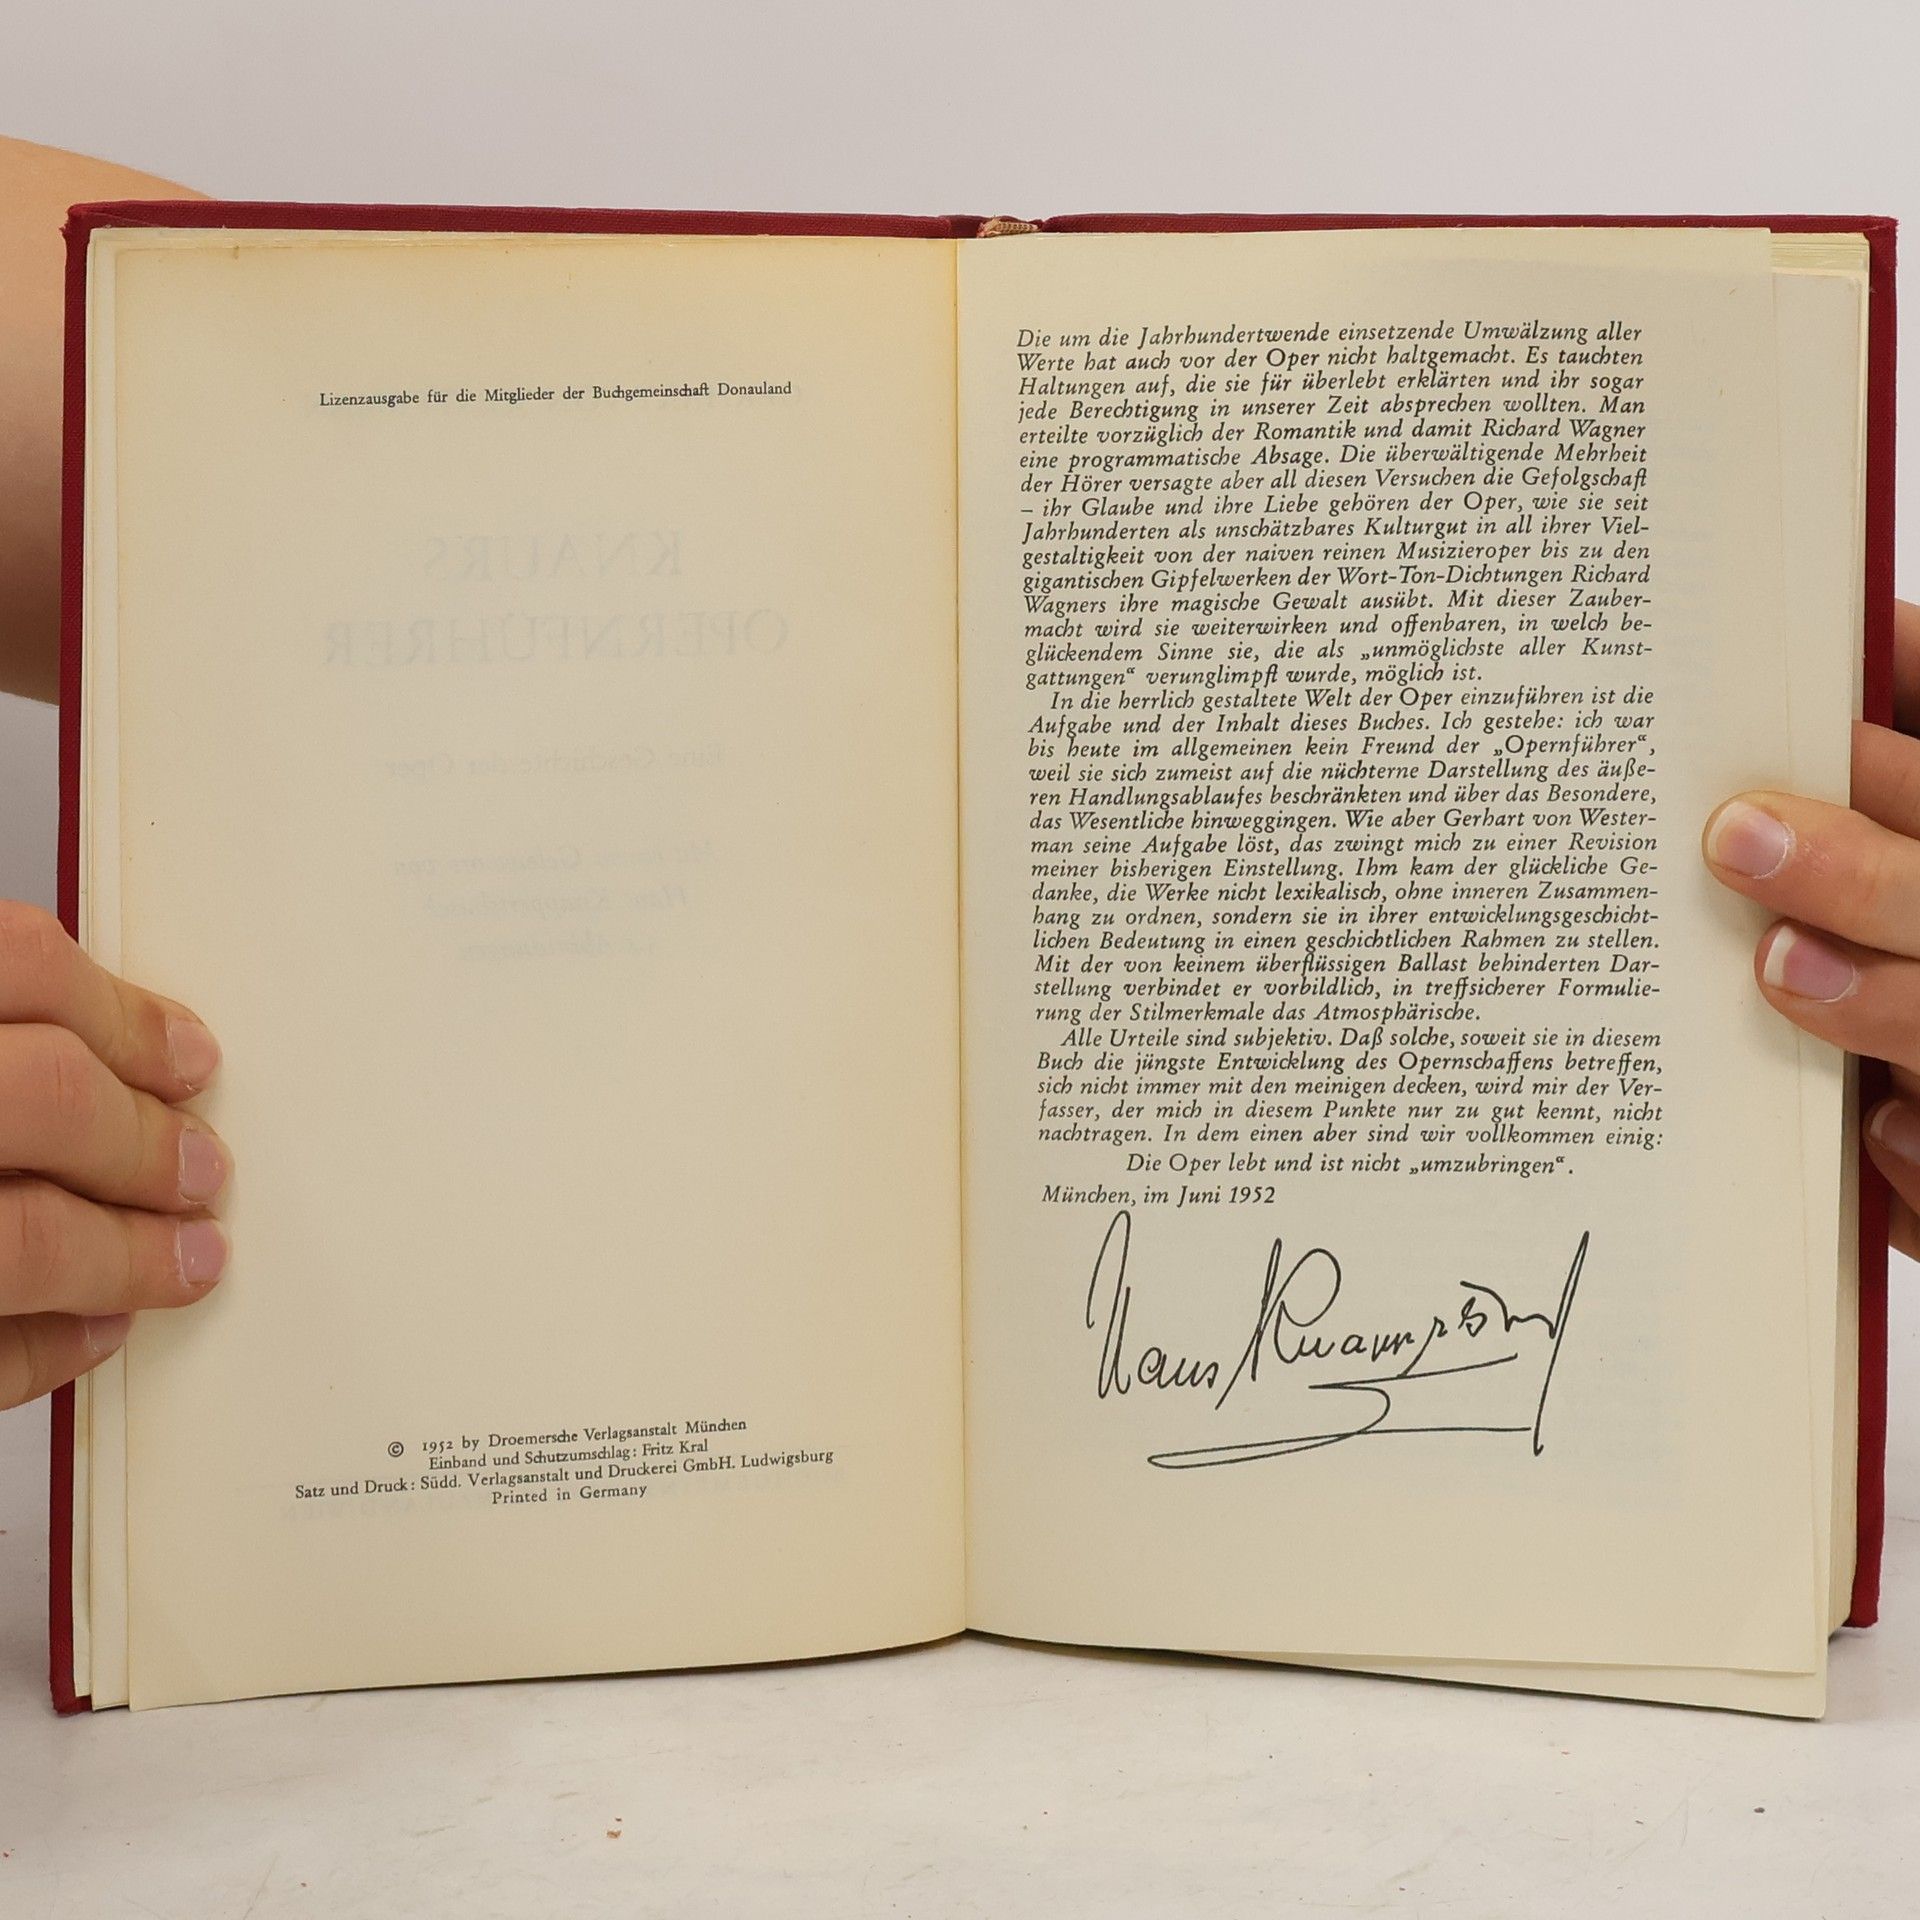 Lizenzausgabe für die Mitglieder der Buchgemeinschaft Donauland
KNAURS
OPERNFÜHRER
Eine Geschichte der Oper
© 1952 by Droemersche Verlagsanstalt München
Einband und Schutzumschlag: Fritz Kral
Satz und Druck: Südd. Verlagsanstalt und Druckerei GmbH. Ludwigsburg
Printed in Germany
Die um die Jahrhundertwende einsetzende Umwälzung aller
Werte hat auch vor der Oper nicht haltgemacht. Es tauchten
Haltungen auf, die sie für überlebt erklärten und ihr sogar
jede Berechtigung in unserer Zeit absprechen wollten. Man
erteilte vorzüglich der Romantik und damit Richard Wagner
eine programmatische Absage. Die überwältigende Mehrheit
der Hörer versagte aber all diesen Versuchen die Gefolgschaft
– ihr Glaube und ihre Liebe gehören der Oper, wie sie seit
Jahrhunderten als unschätzbares Kulturgut in all ihrer Viel-
gestaltigkeit von der naiven reinen Musizieroper bis zu den
gigantischen Gipfelwerken der Wort-Ton-Dichtungen Richard
Wagners ihre magische Gewalt ausübt. Mit dieser Zauber-
macht wird sie weiterwirken und offenbaren, in welch be-
glückendem Sinne sie, die als „unmöglichste aller Kunst-
gattungen“ verunglimpft wurde, möglich ist.
In die herrlich gestaltete Welt der Oper einzuführen ist die
Aufgabe und der Inhalt dieses Buches. Ich gestehe: ich war
bis heute im allgemeinen kein Freund der „Opernführer“,
weil sie sich zumeist auf die nüchterne Darstellung des äuße-
ren Handlungsablaufes beschränkten und über das Besondere,
das Wesentliche hinweggingen. Wie aber Gerhart von Wester-
man seine Aufgabe löst, das zwingt mich zu einer Revision
meiner bisherigen Einstellung. Ihm kam der glückliche Ge-
danke, die Werke nicht lexikalisch, ohne inneren Zusammen-
hang zu ordnen, sondern sie in ihrer entwicklungsgeschicht-
lichen Bedeutung in einen geschichtlichen Rahmen zu stellen.
Mit der von keinem überflüssigen Ballast behinderten Dar-
stellung verbindet er vorbildlich, in treffsicherer Formulie-
rung der Stilmerkmale das Atmosphärische.
Alle Urteile sind subjektiv. Daß solche, soweit sie in diesem
Buch die jüngste Entwicklung des Opernschaffens betreffen,
sich nicht immer mit den meinigen decken, wird mir der Ver-
fasser, der mich in diesem Punkte nur zu gut kennt, nicht
nachtragen. In dem einen aber sind wir vollkommen einig:
Die Oper lebt und ist nicht „umzubringen“.
München, im Juni 1952
Hans Knappertsbusch